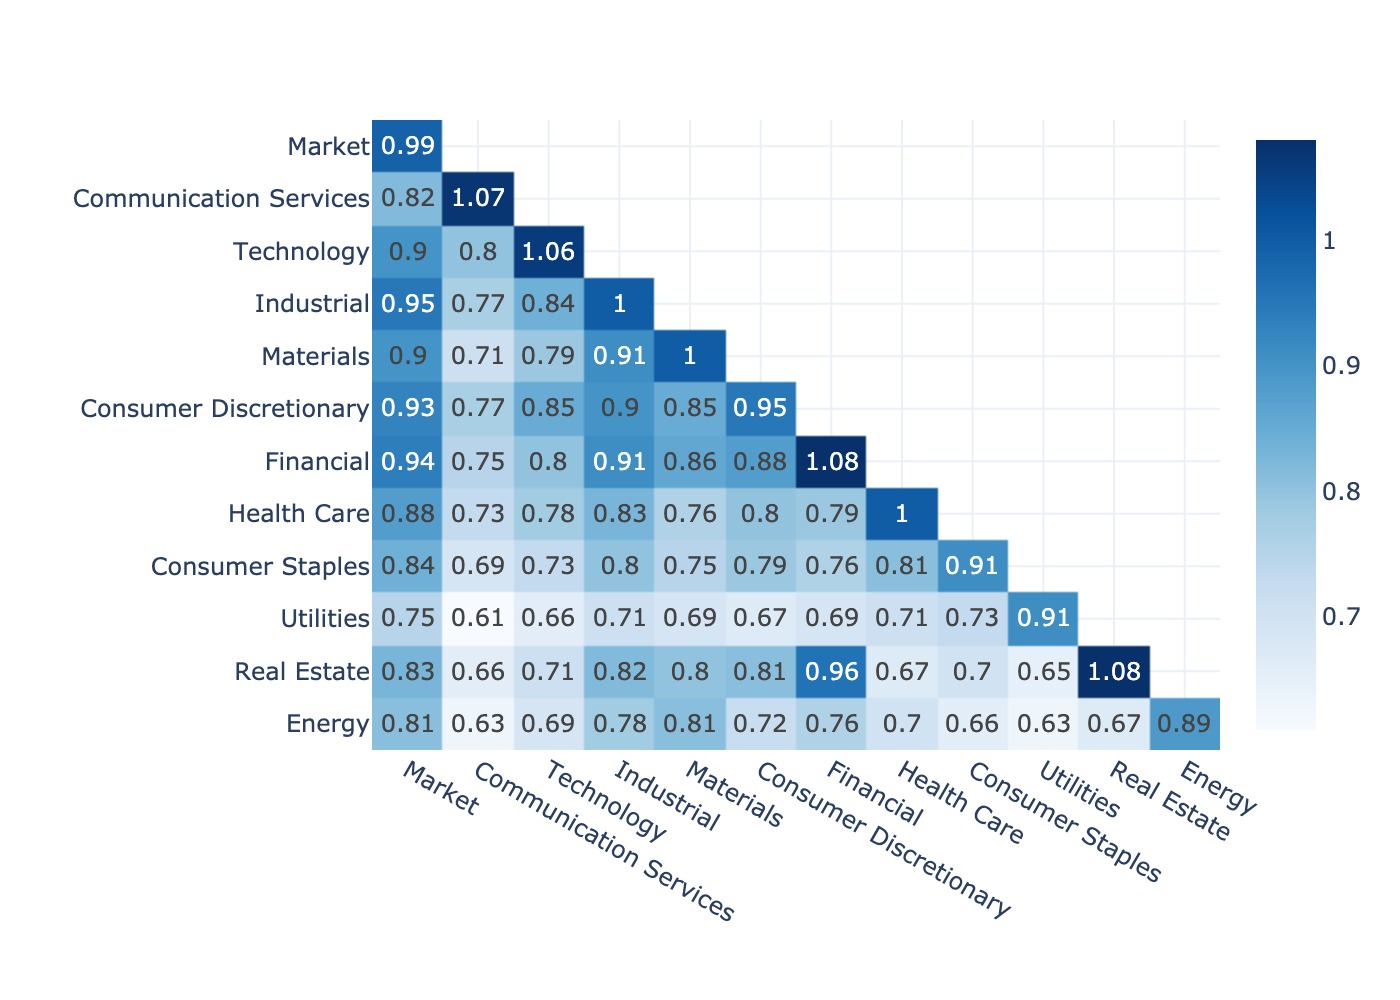 Market 0.99
Communication Services 0.82 1.07
Technology 0.9 0.8 1.06
Industrial 0.95 0.77 0.84 1
Materials 0.9 0.71 0.79 0.91 1
Consumer Discretionary 0.93 0.77 0.85 0.9 0.85 0.95
Financial 0.94 0.75 0.8 0.91 0.86 0.88 1.08
Health Care 0.88 0.73 0.78 0.83 0.76 0.8 0.79 1
Consumer Staples 0.84 0.69 0.73 0.8 0.75 0.79 0.76 0.81 0.91
Utilities 0.75 0.61 0.66 0.71 0.69 0.67 0.69 0.71 0.73 0.91
Real Estate 0.83 0.66 0.71 0.82 0.8 0.81 0.96 0.67 0.7 0.65 1.08
Energy 0.81 0.63 0.69 0.78 0.81 0.72 0.76 0.7 0.66 0.63 0.67 0.89
Market
Communication Services
Technology
Industrial
Materials
Consumer Discretionary
Financial
Health Care
Consumer Staples
Utilities
Real Estate
Energy
1
0.9
0.8
0.7